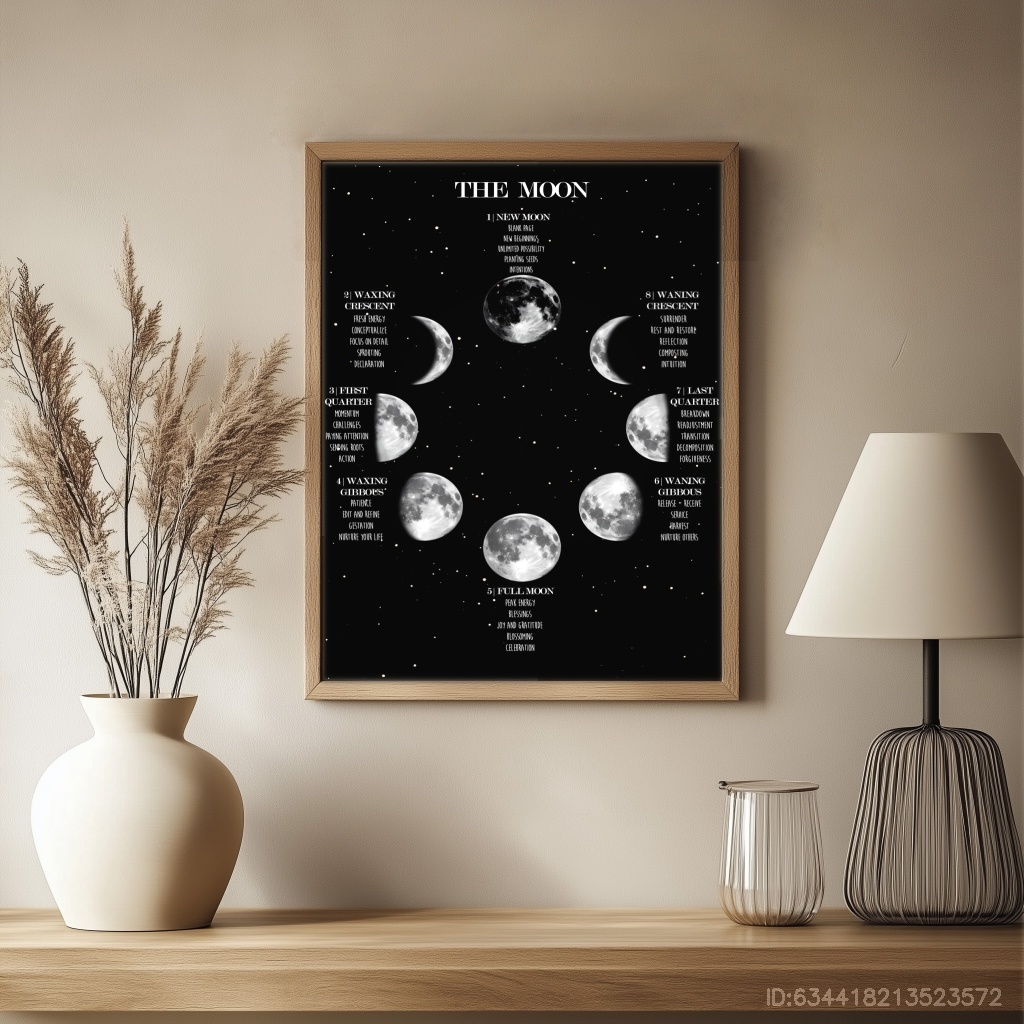 THE MOON
1| NEW MOON
BLANK PAGE
NEW BEGINNINGS
UNLIMITED POSSIBILITY
PLANTING SEEDS
INTENTIONS
2| WAXING
CRESCENT
FRESH ENERGY
CONCEPTUALIZE
FOCUS ON DETAIL
SPROUTING
DECLARATION
3| FIRST
QUARTER
MOMENTUM
CHALLENGES
PAYING ATTENTION
SENDING ROOTS
ACTION
4| WAXING
GIBBOUS
PATIENCE
EDIT AND REFINE
GESTATION
NURTURE YOUR LIFE
5| FULL MOON
PEAK ENERGY
BLESSINGS
JOY AND GRATITUDE
BLOSSOMING
CELEBRATION
6| WANING
GIBBOUS
RELEASE + RECEIVE
SERVICE
HARVEST
NURTURE OTHERS
7| LAST
QUARTER
BREAKDOWN
READJUSTMENT
TRANSITION
DECOMPOSITION
FORGIVENESS
8| WANING
CRESCENT
SURRENDER
REST AND RESTORE
REFLECTION
COMPOSTING
INTUITION
ID:634418213523572